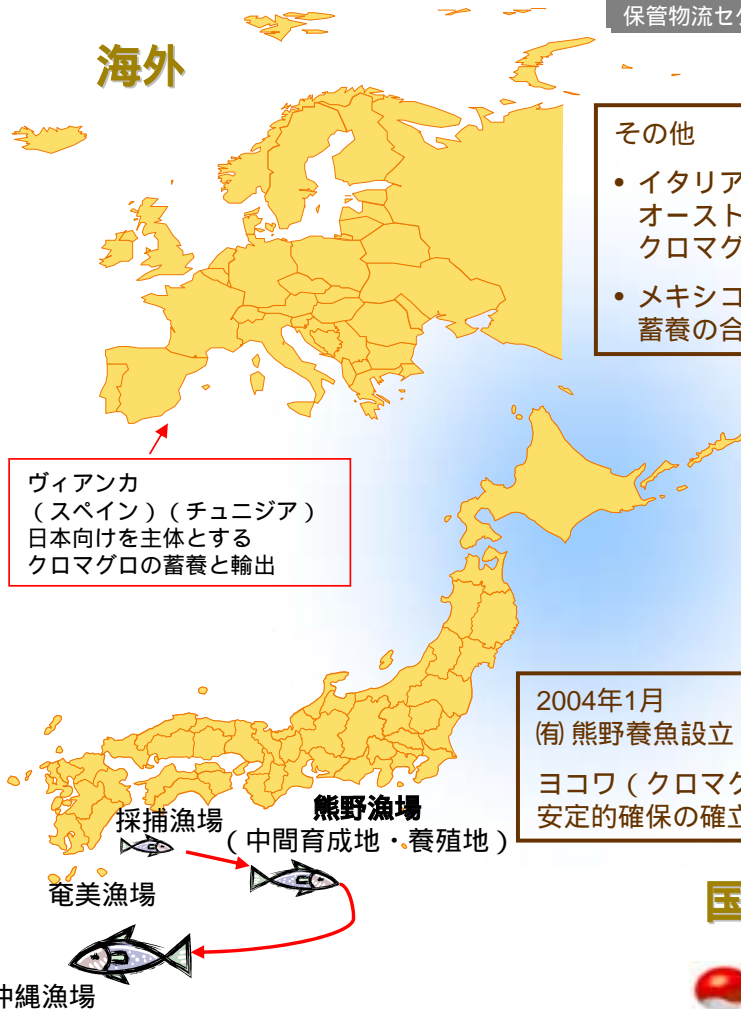 保管物流セク
海外
その他
• イタリア
オースト
クロマグ
• メキシコ
蓄養の合
ヴィアンカ
（スペイン）（チュニジア）
日本向けを主体とする
クロマグロの蓄養と輸出
2004年1月
㈲ 熊野養魚設立
ヨコワ（クロマグ
安定的確保の確立
採捕漁場
熊野漁場
（中間育成地・養殖地）
奄美漁場
沖縄漁場
国